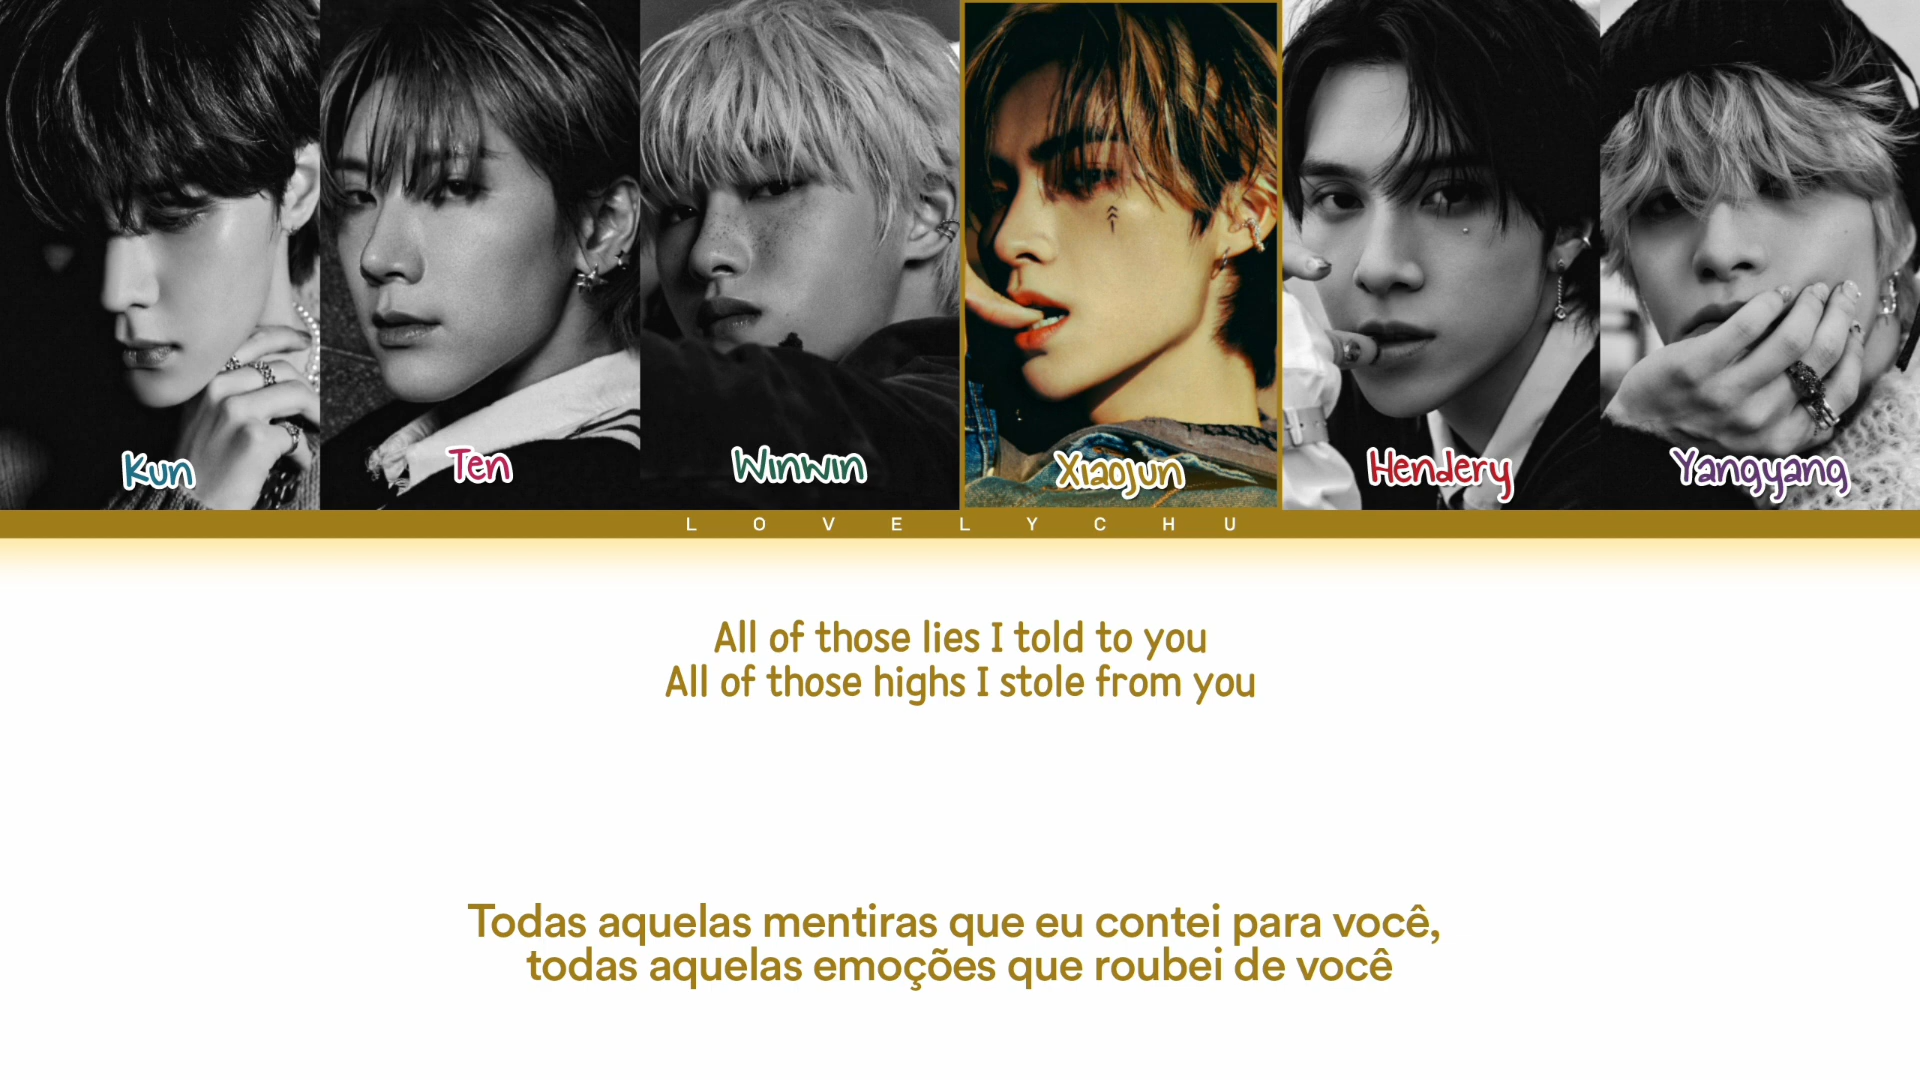 Kun
Ten
Winwin
Xiaojun
Hendery
Yangyang
LOVELYCHU
All of those lies I told to you
All of those highs I stole from you
Todas aquelas mentiras que eu contei para você,
todas aquelas emoções que roubei de você